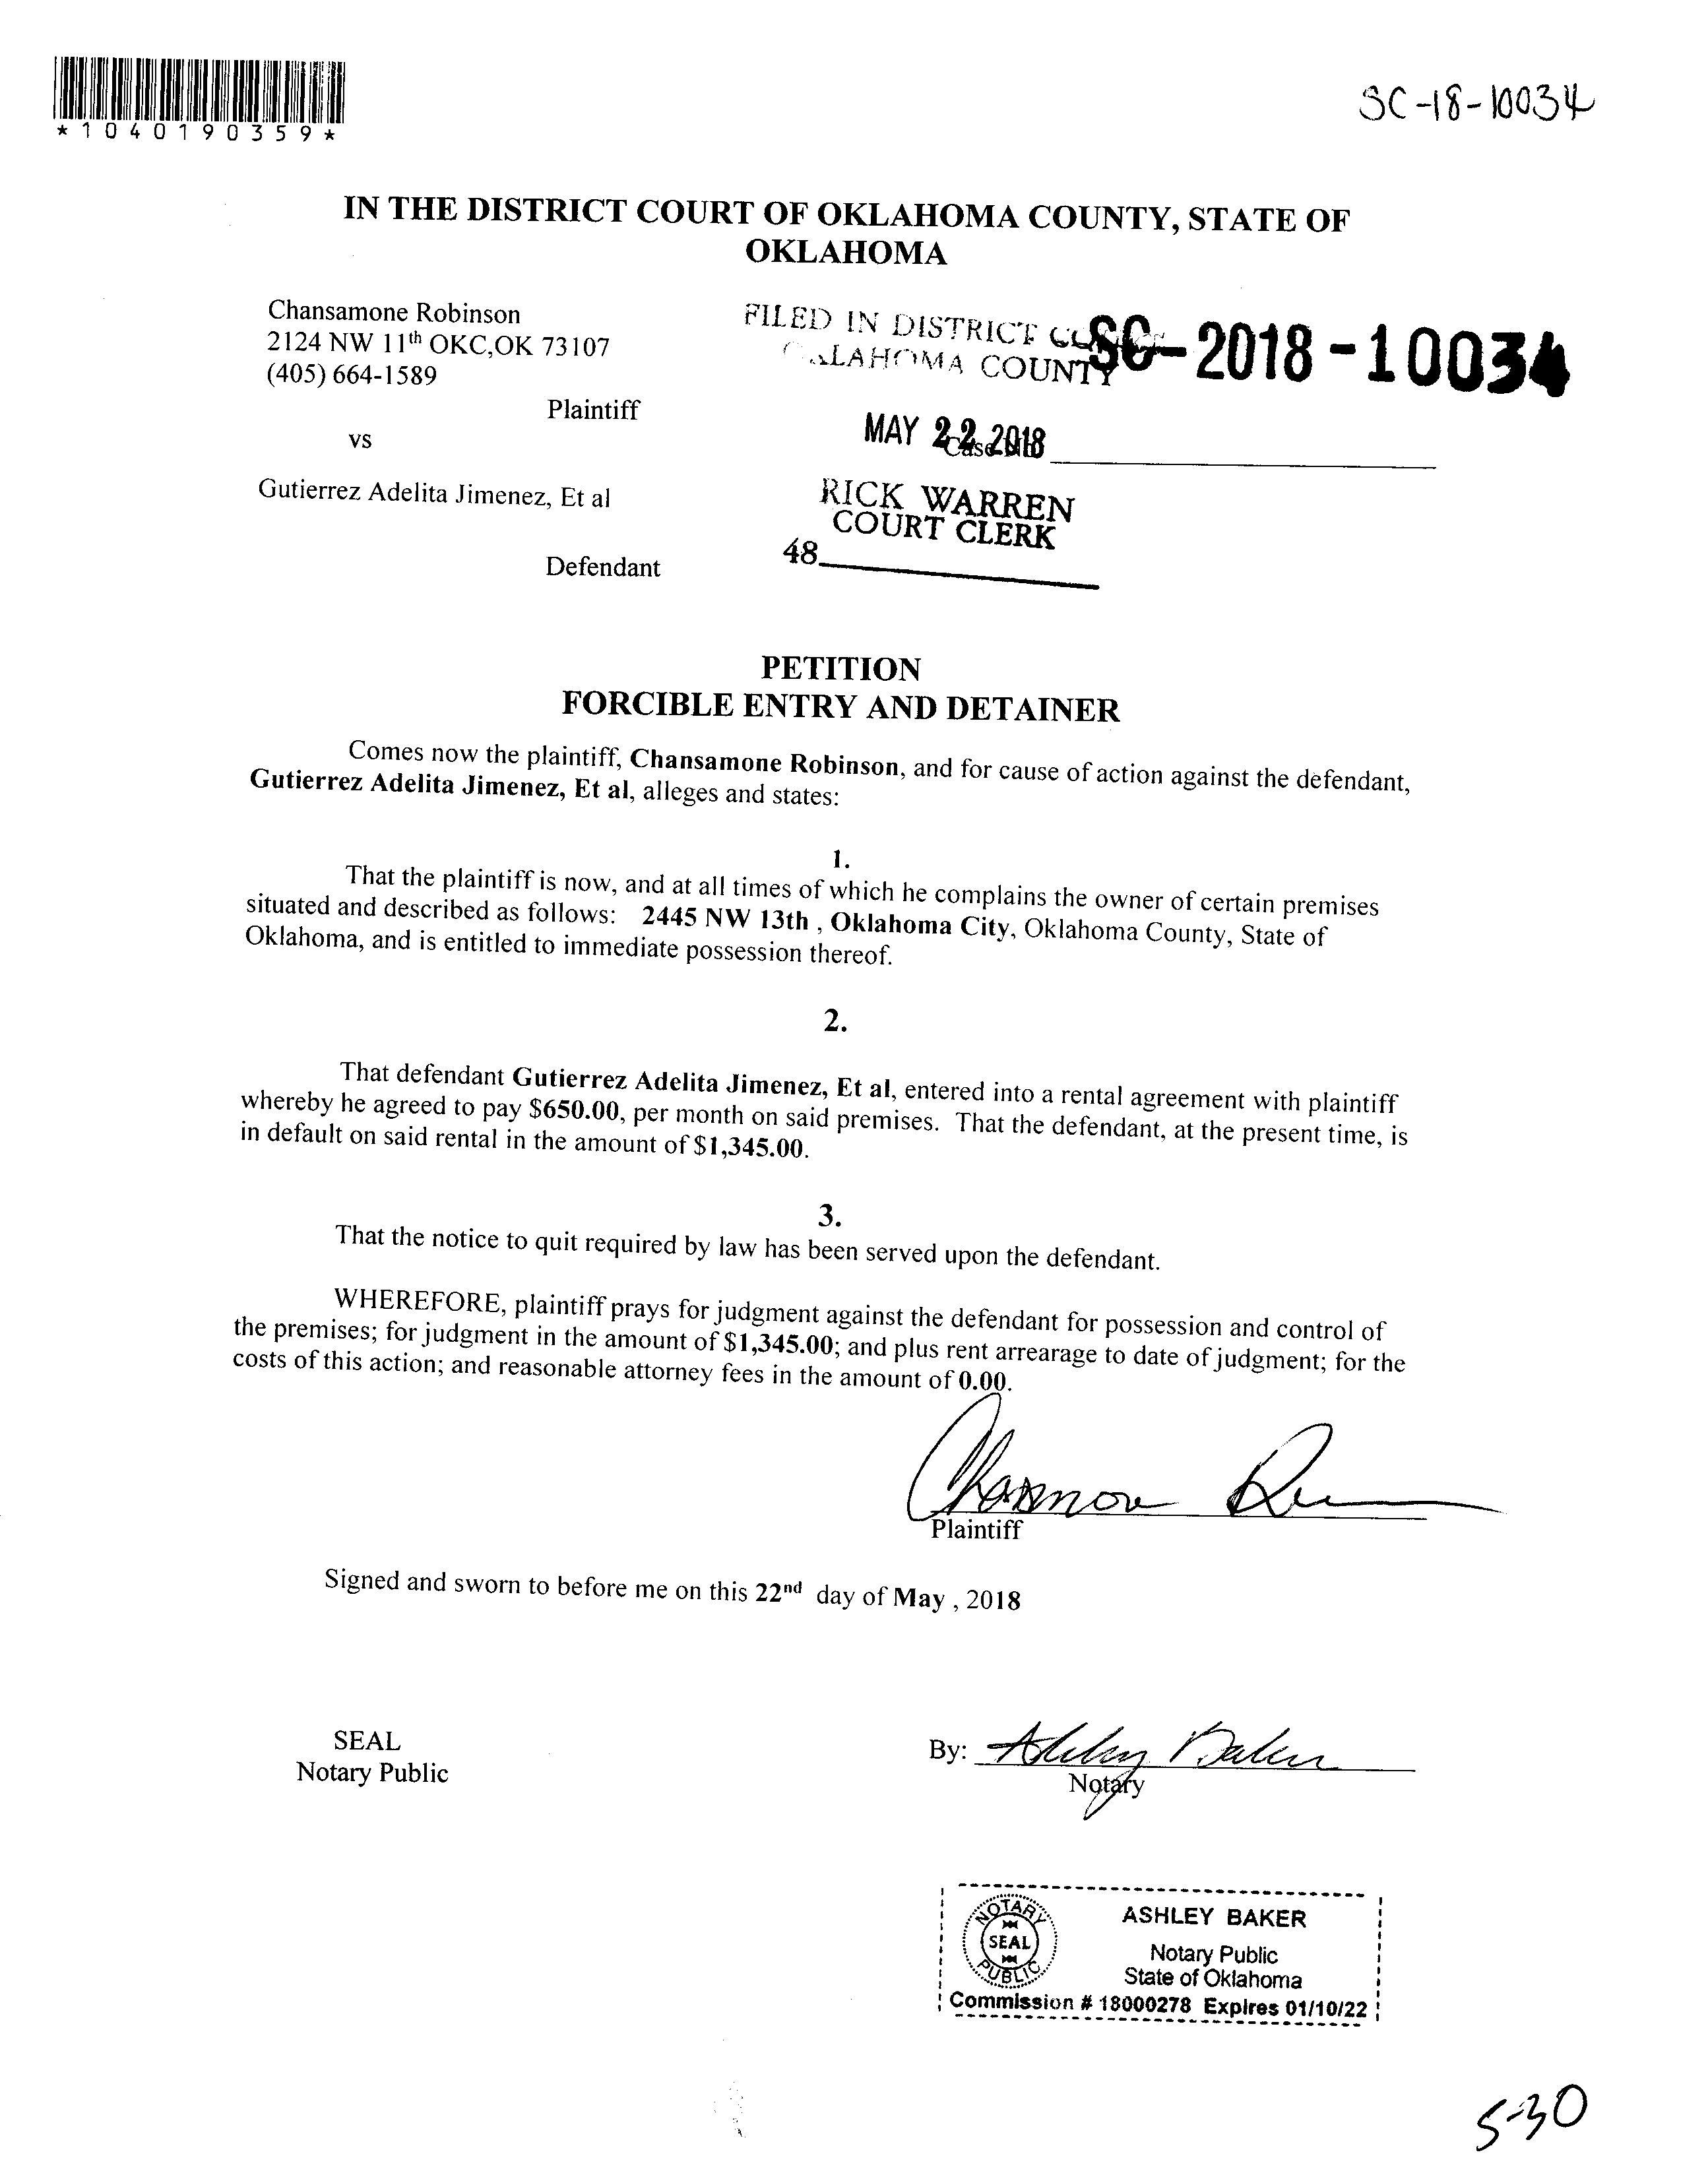 *1040190359*
SC-18-10034
IN THE DISTRICT COURT OF OKLAHOMA COUNTY, STATE OF
OKLAHOMA
Chansamone Robinson
2124 NW 11th OKC,OK 73107
(405) 664-1589
Plaintiff
vs
Gutierrez Adelita Jimenez, Et al
Defendant
FILED IN DISTRICT
OKLAHOMA COUNTY
SC-2018-10034
MAY 22 2018
Case No
RICK WARREN
COURT CLERK
48
PETITION
FORCIBLE ENTRY AND DETAINER
Comes now the plaintiff, Chansamone Robinson, and for cause of action against the defendant,
Gutierrez Adelita Jimenez, Et al, alleges and states:
1.
That the plaintiff is now, and at all times of which he complains the owner of certain premises
situated and described as follows: 2445 NW 13th , Oklahoma City, Oklahoma County, State of
Oklahoma, and is entitled to immediate possession thereof.
2.
That defendant Gutierrez Adelita Jimenez, Et al, entered into a rental agreement with plaintiff
whereby he agreed to pay $650.00, per month on said premises. That the defendant, at the present time, is
in default on said rental in the amount of $1,345.00.
3.
That the notice to quit required by law has been served upon the defendant.
WHEREFORE, plaintiff prays for judgment against the defendant for possession and control of
the premises; for judgment in the amount of $1,345.00; and plus rent arrearage to date of judgment; for the
costs of this action; and reasonable attorney fees in the amount of 0.00.
Plaintiff
Signed and sworn to before me on this 22nd day of May , 2018
SEAL
Notary Public
By: Ashley Baker
Notary
NOTARY
SEAL
PUBLIC
ASHLEY BAKER
Notary Public
State of Oklahoma
Commission # 18000278 Expires 01/10/22
5-30